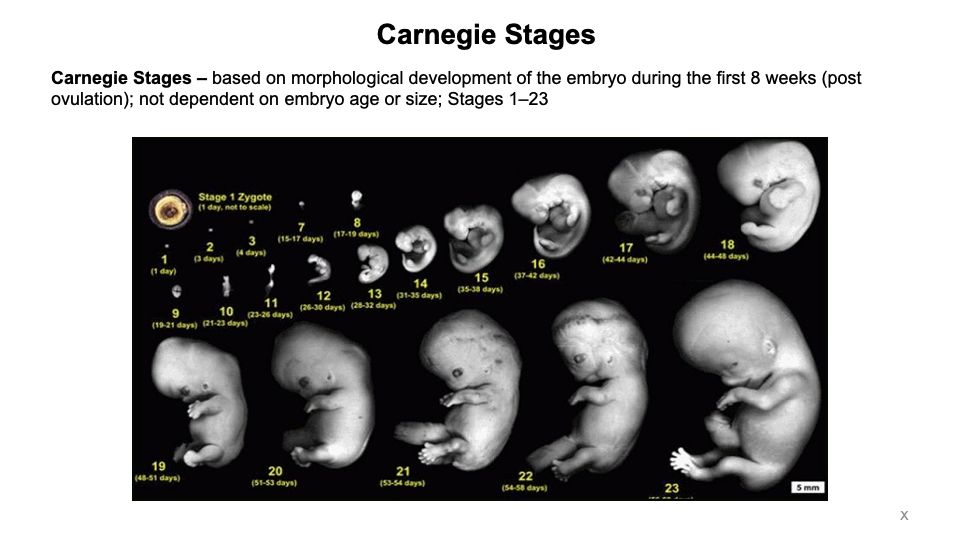 Carnegie Stages
Carnegie Stages – based on morphological development of the embryo during the first 8 weeks (post
ovulation); not dependent on embryo age or size; Stages 1–23
Stage 1 Zygote
(1 day, not to scale)
1
(1 day)
2
(3 days)
3
(4 days)
7
(15-17 days)
8
(17-19 days)
9
(19-21 days)
10
(21-23 days)
11
(23-26 days)
12
(26-30 days)
13
(28-32 days)
14
(31-35 days)
15
(35-38 days)
16
(37-42 days)
17
(42-44 days)
18
(44-48 days)
19
(48-51 days)
20
(51-53 days)
21
(53-54 days)
22
(54-58 days)
23
5 mm
X